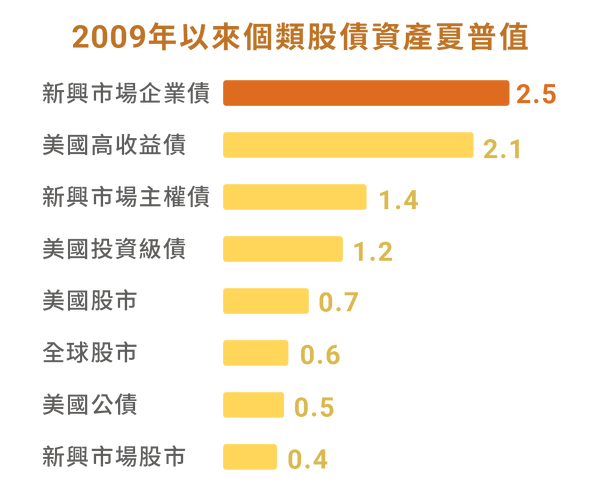 2009年以來個類股債資產夏普值
新興市場企業債 2.5
美國高收益債 2.1
新興市場主權債 1.4
美國投資級債 1.2
美國股市 0.7
全球股市 0.6
美國公債 0.5
新興市場股市 0.4